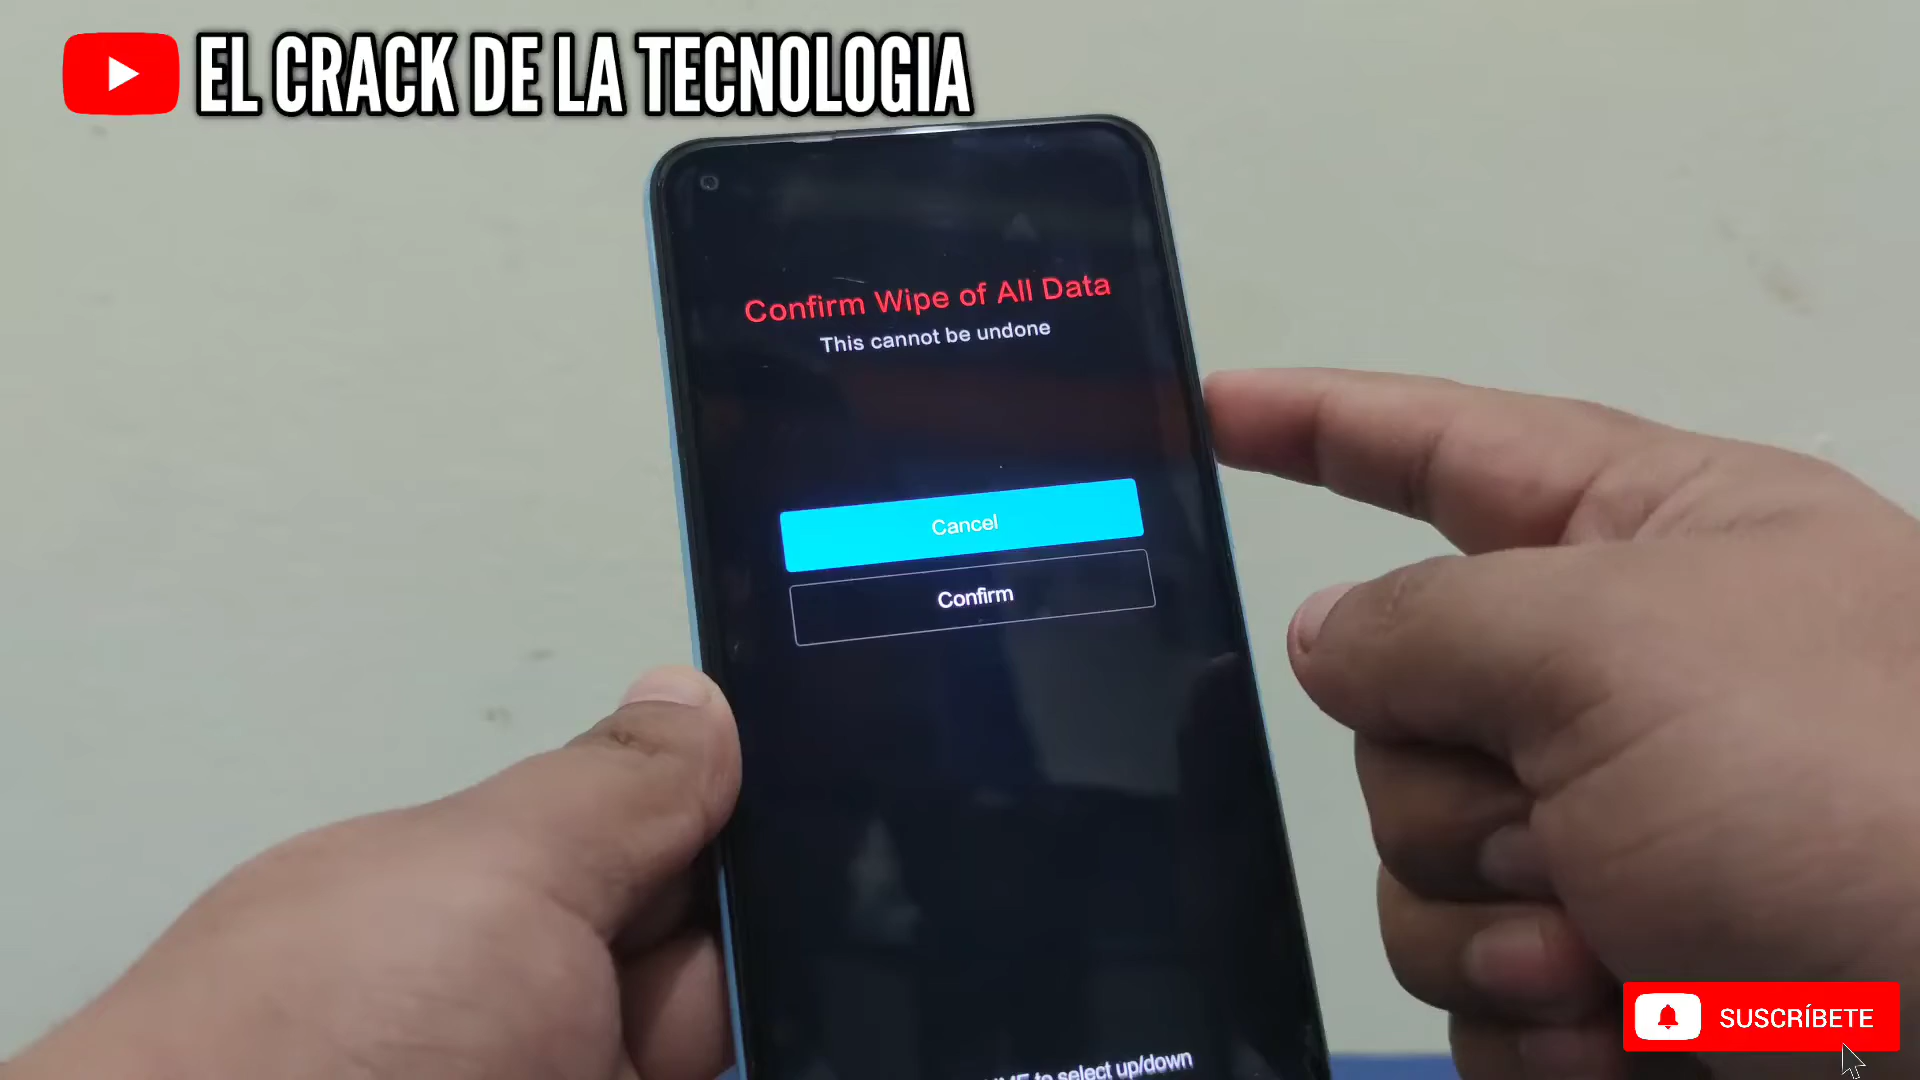 EL CRACK DE LA TECNOLOGIA
Confirm Wipe of All Data
This cannot be undone
Cancel
Confirm
to select up/down
SUSCRÍBETE